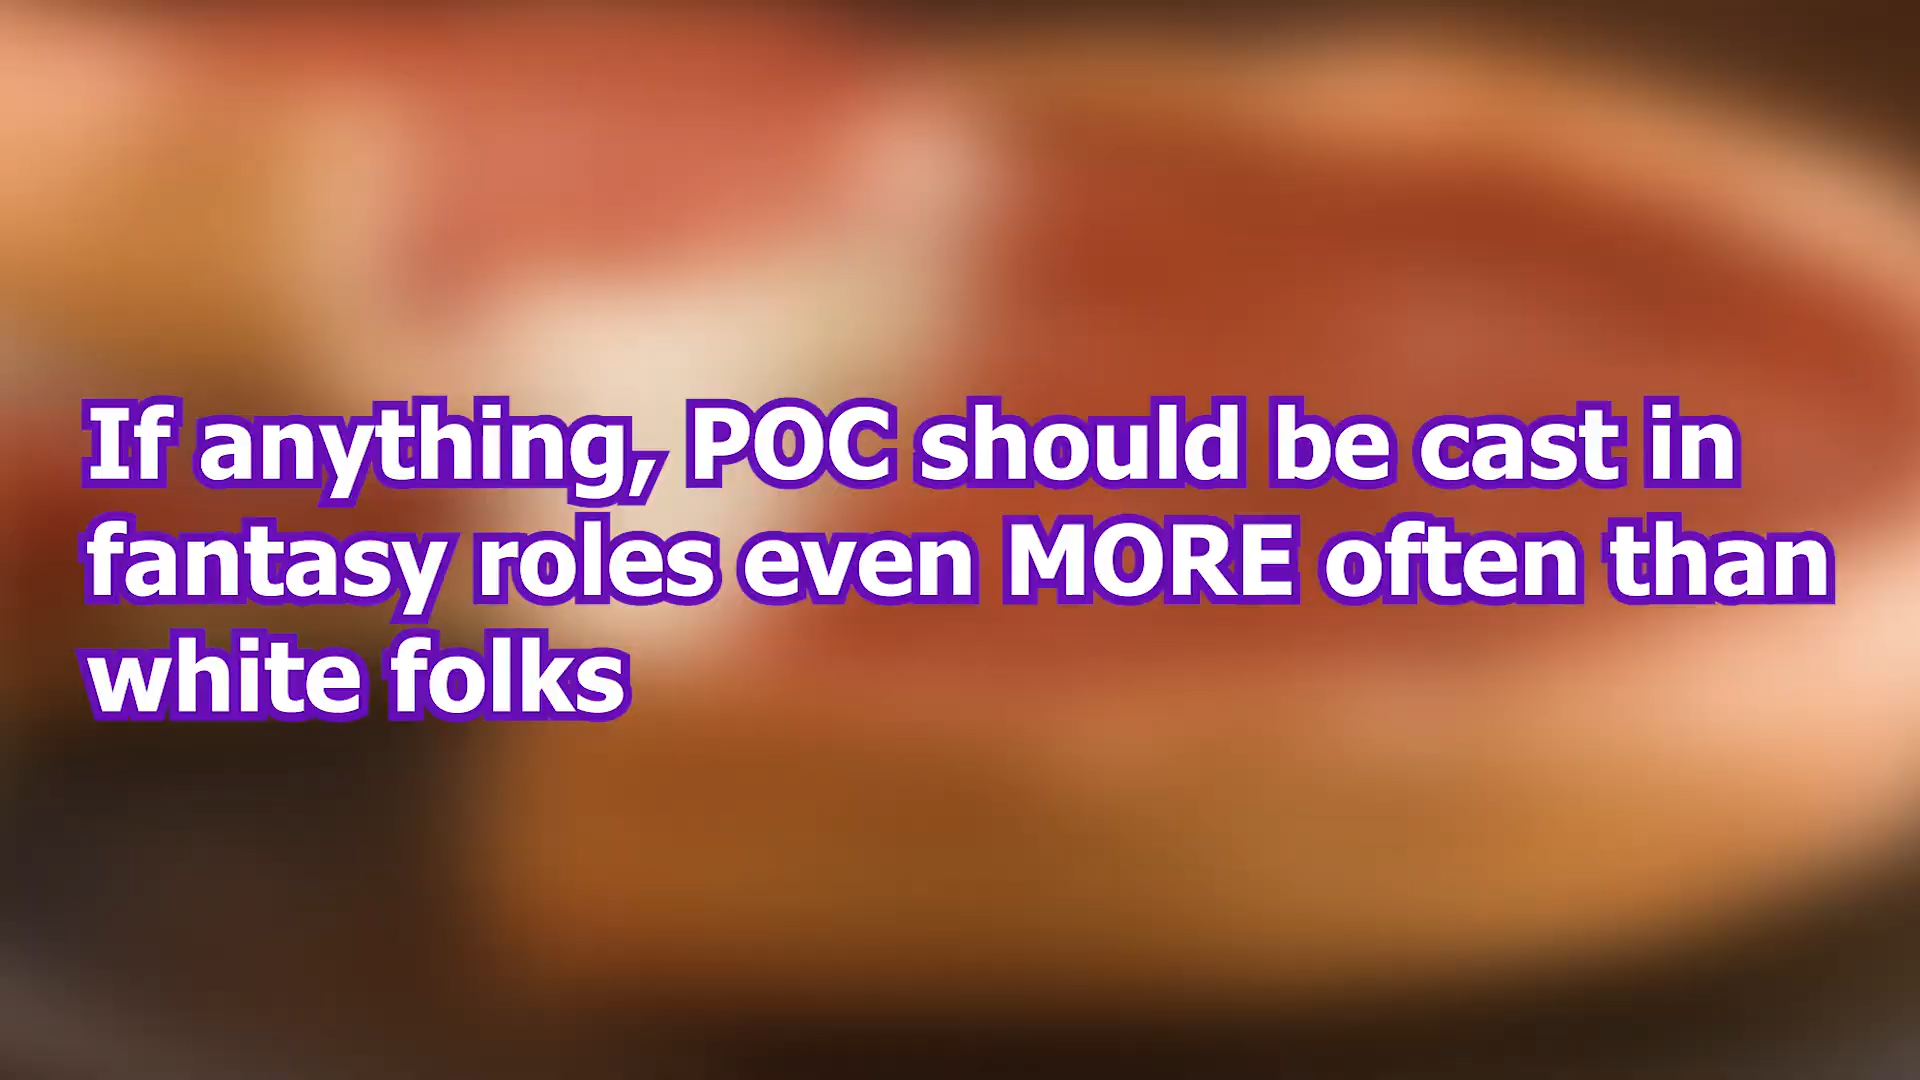 If anything, POC should be cast in
fantasy roles even MORE often than
white folks